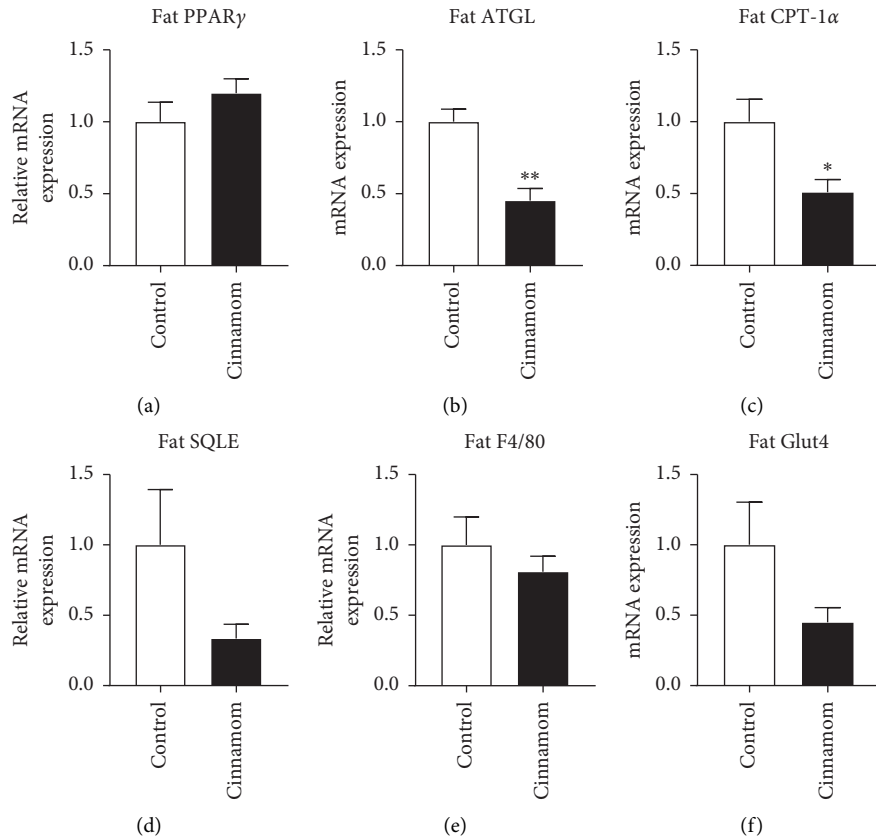 Fat PPARγ
Relative mRNA
expression
1.5
1.0
0.5
0.0
Control
Cinnamom
(a)
Fat ATGL
mRNA expression
1.5
1.0
0.5
0.0
**
Control
Cinnamom
(b)
Fat CPT-1α
mRNA expression
1.5
1.0
0.5
0.0
*
Control
Cinnamom
(c)
Fat SQLE
Relative mRNA
expression
1.5
1.0
0.5
0.0
Control
Cinnamom
(d)
Fat F4/80
Relative mRNA
expression
1.5
1.0
0.5
0.0
Control
Cinnamom
(e)
Fat Glut4
mRNA expression
1.5
1.0
0.5
0.0
Control
Cinnamom
(f)